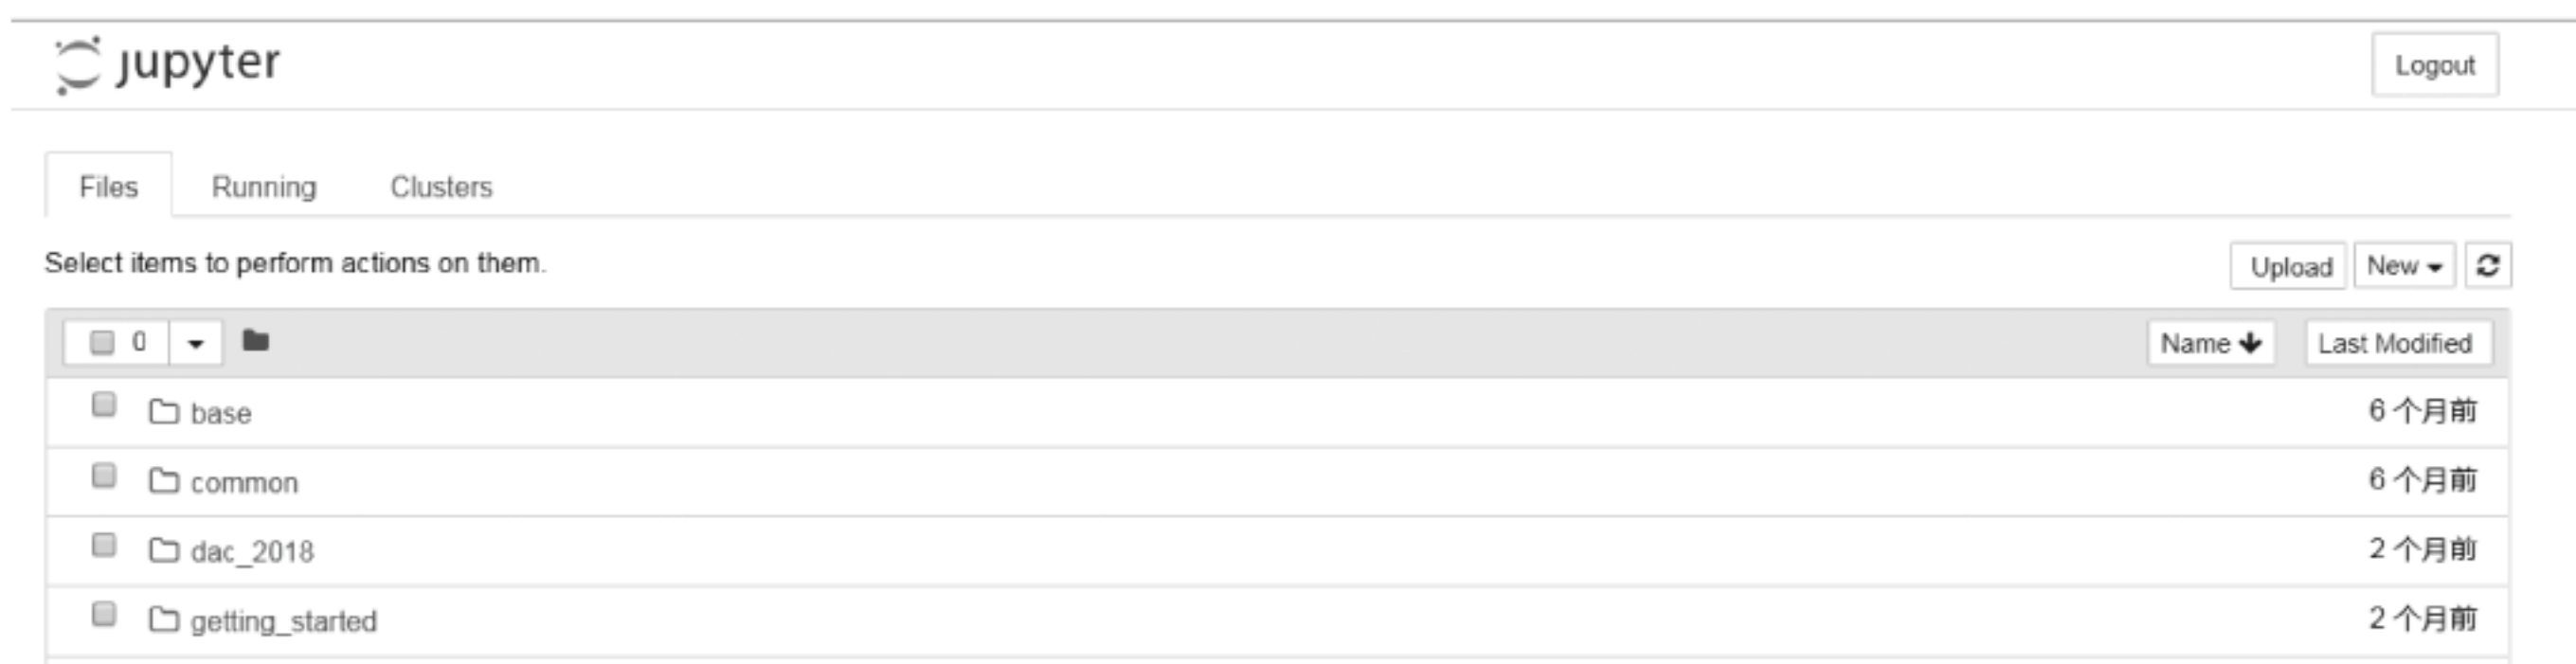 jupyter Logout
Files Running Clusters
Select items to perform actions on them. Upload New
0 Name Last Modified
base 6 个月前
common 6 个月前
dac_2018 2 个月前
getting_started 2 个月前